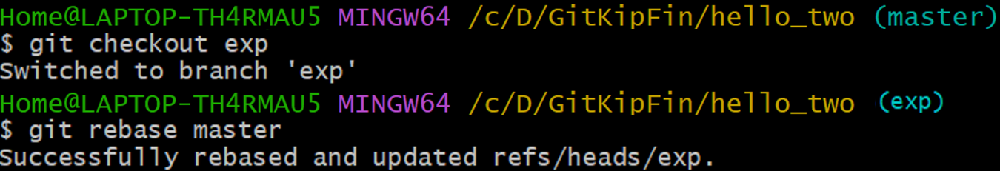 Home@LAPTOP-TH4RMAU5 MINGW64 /c/D/GitKipFin/hello_two (master)
$ git checkout exp
Switched to branch 'exp'
Home@LAPTOP-TH4RMAU5 MINGW64 /c/D/GitKipFin/hello_two (exp)
$ git rebase master
Successfully rebased and updated refs/heads/exp.